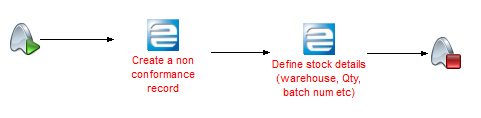 Create a non
conformance
record
Define stock details
(warehouse, Qty,
batch num etc)